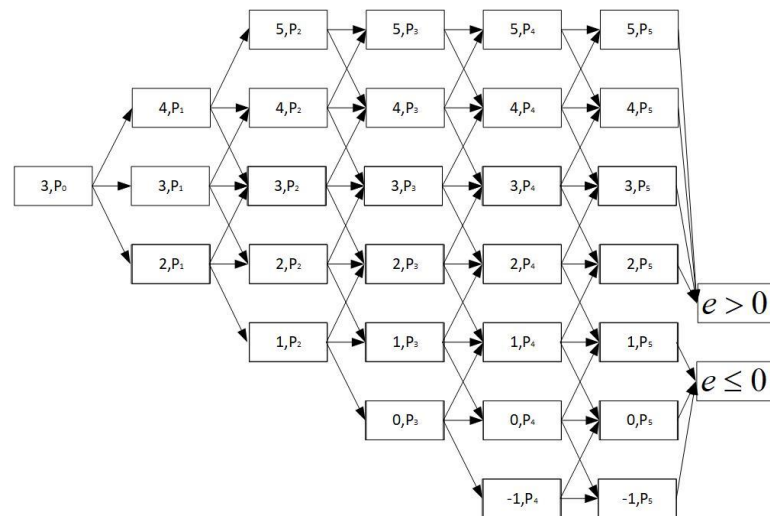 5,P₂ 5,P₃ 5,P₄ 5,P₅
4,P₁ 4,P₂ 4,P₃ 4,P₄ 4,P₅
3,P₀ 3,P₁ 3,P₂ 3,P₃ 3,P₄ 3,P₅
2,P₁ 2,P₂ 2,P₃ 2,P₄ 2,P₅
e > 0
1,P₂ 1,P₃ 1,P₄ 1,P₅
e ≤ 0
0,P₃ 0,P₄ 0,P₅
-1,P₄ -1,P₅